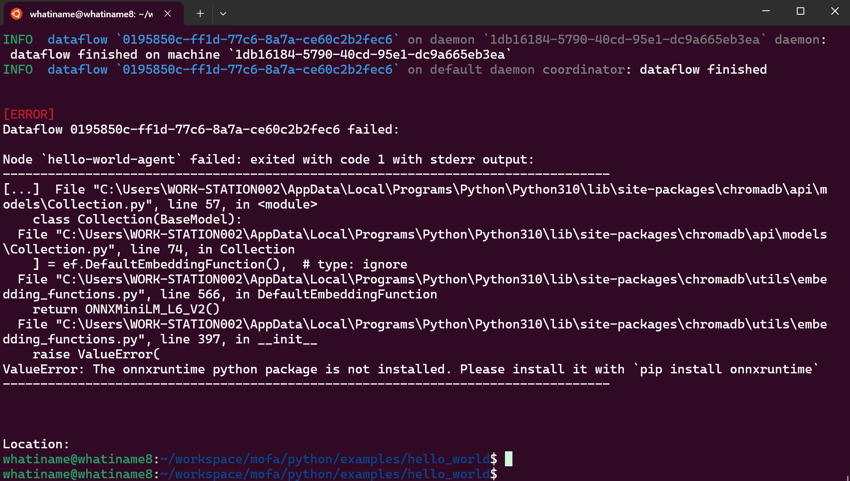 whatiname@whatiname8: ~/w
INFO  dataflow `0195850c-ff1d-77c6-8a7a-ce60c2b2fec6` on daemon `1db16184-5790-40cd-95e1-dc9a665eb3ea` daemon:
 dataflow finished on machine `1db16184-5790-40cd-95e1-dc9a665eb3ea`
INFO  dataflow `0195850c-ff1d-77c6-8a7a-ce60c2b2fec6` on default daemon coordinator: dataflow finished
[ERROR]
Dataflow 0195850c-ff1d-77c6-8a7a-ce60c2b2fec6 failed:
Node `hello-world-agent` failed: exited with code 1 with stderr output:
---------------------------------------------------------------------------------
[...]  File "C:\Users\WORK-STATION002\AppData\Local\Programs\Python\Python310\lib\site-packages\chromadb\api\m
odels\Collection.py", line 57, in <module>
    class Collection(BaseModel):
  File "C:\Users\WORK-STATION002\AppData\Local\Programs\Python\Python310\lib\site-packages\chromadb\api\models
\Collection.py", line 74, in Collection
    ] = ef.DefaultEmbeddingFunction(),  # type: ignore
  File "C:\Users\WORK-STATION002\AppData\Local\Programs\Python\Python310\lib\site-packages\chromadb\utils\embe
dding_functions.py", line 566, in DefaultEmbeddingFunction
    return ONNXMiniLM_L6_V2()
  File "C:\Users\WORK-STATION002\AppData\Local\Programs\Python\Python310\lib\site-packages\chromadb\utils\embe
dding_functions.py", line 397, in __init__
    raise ValueError(
ValueError: The onnxruntime python package is not installed. Please install it with `pip install onnxruntime`
---------------------------------------------------------------------------------
Location:
whatiname@whatiname8:~/workspace/mofa/python/examples/hello_world$
whatiname@whatiname8:~/workspace/mofa/python/examples/hello_world$